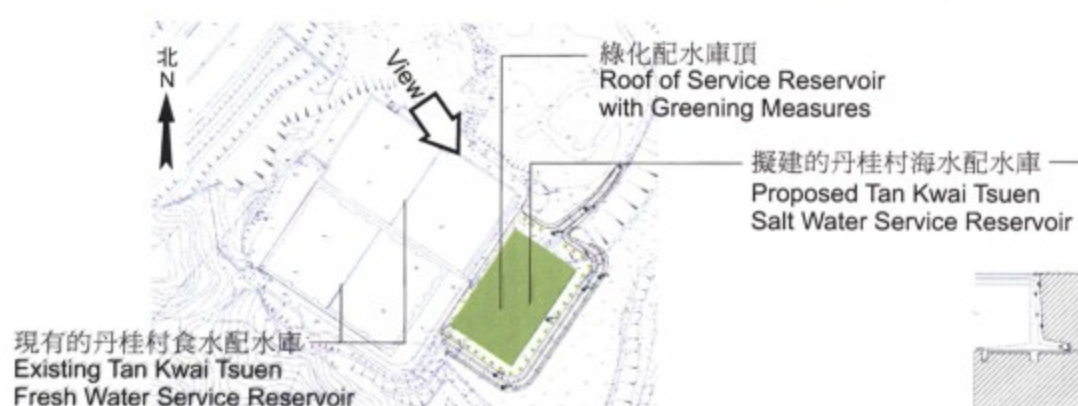 北
N
View
綠化配水庫頂
Roof of Service Reservoir
with Greening Measures
擬建的丹桂村海水配水庫
Proposed Tan Kwai Tsuen
Salt Water Service Reservoir
現有的丹桂村食水配水庫
Existing Tan Kwai Tsuen
Fresh Water Service Reservoir